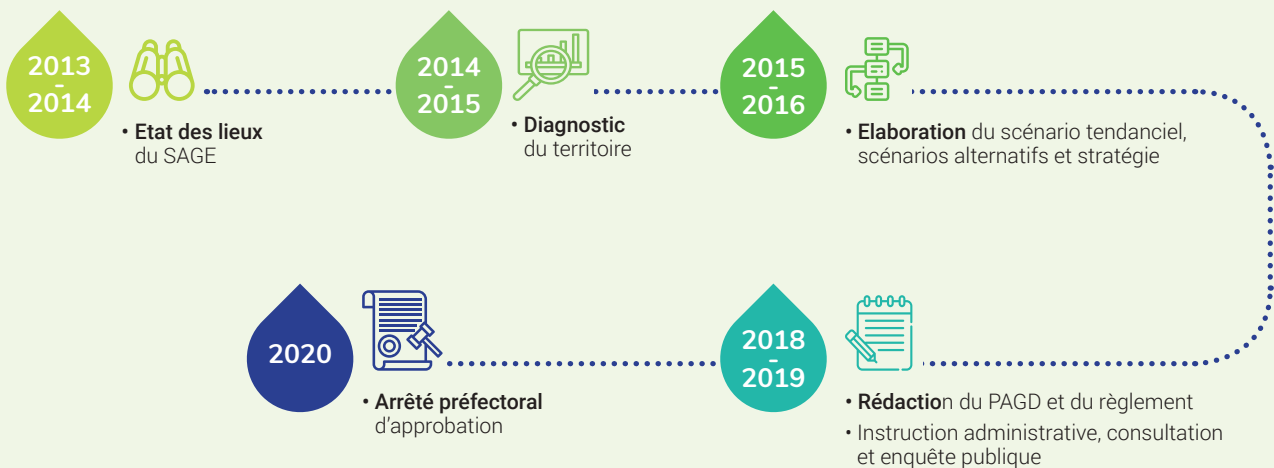 2013
-
2014
• Etat des lieux
du SAGE
2014
-
2015
• Diagnostic
du territoire
2015
-
2016
• Elaboration du scénario tendanciel,
scénarios alternatifs et stratégie
2018
-
2019
• Rédaction du PAGD et du règlement
• Instruction administrative, consultation
et enquête publique
2020
• Arrêté préfectoral
d'approbation